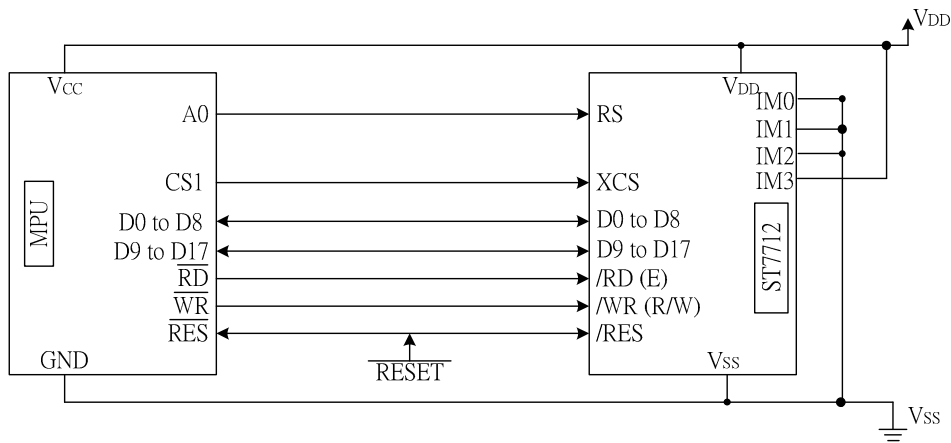 VDD
VCC
VDD
IM0
A0
RS
IM1
IM2
CS1
XCS
IM3
MPU
D0 to D8
D0 to D8
ST7712
D9 to D17
D9 to D17
RD
/RD (E)
WR
/WR (R/W)
RES
/RES
GND
RESET
VSS
VSS